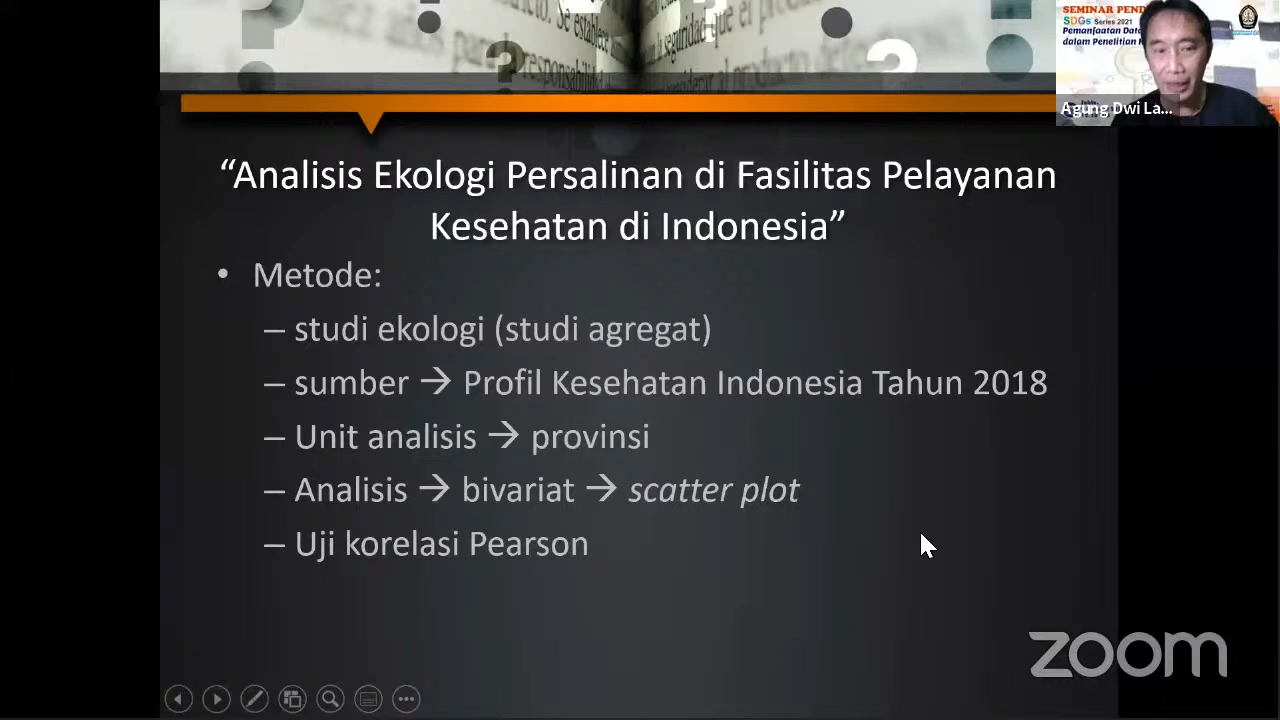 SEMINAR PEND
SDGs Series 2021
Pemanfaatan Data
dalam Penelitian
Agung Dwi La...
“Analisis Ekologi Persalinan di Fasilitas Pelayanan
Kesehatan di Indonesia”
• Metode:
– studi ekologi (studi agregat)
– sumber → Profil Kesehatan Indonesia Tahun 2018
– Unit analisis → provinsi
– Analisis → bivariat → scatter plot
– Uji korelasi Pearson
zoom